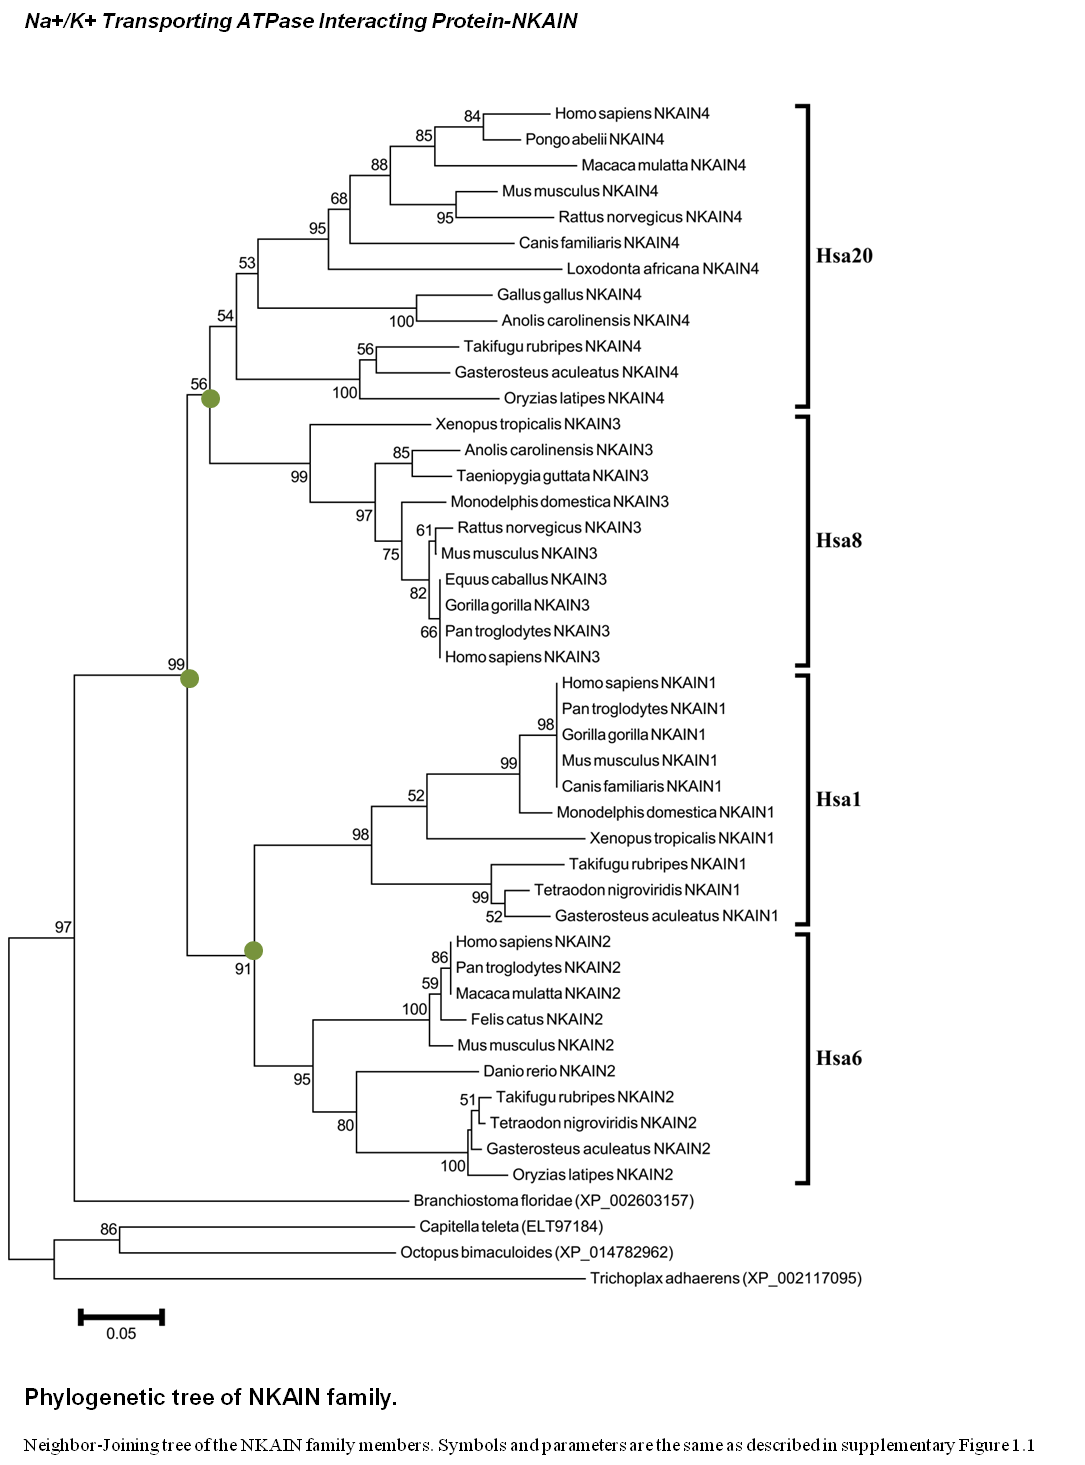 Na+/K+ Transporting ATPase Interacting Protein-NKAIN
84 Homo sapiens NKAIN4
85 Pongo abelii NKAIN4
88 Macaca mulatta NKAIN4
68 Mus musculus NKAIN4
95 Rattus norvegicus NKAIN4
95 Canis familiaris NKAIN4
Hsa20
53 Loxodonta africana NKAIN4
Gallus gallus NKAIN4
54 100 Anolis carolinensis NKAIN4
56 Takifugu rubripes NKAIN4
Gasterosteus aculeatus NKAIN4
56 100 Oryzias latipes NKAIN4
Xenopus tropicalis NKAIN3
85 Anolis carolinensis NKAIN3
99 Taeniopygia guttata NKAIN3
97 Monodelphis domestica NKAIN3
61 Rattus norvegicus NKAIN3
Hsa8
75 Mus musculus NKAIN3
Equus caballus NKAIN3
82 Gorilla gorilla NKAIN3
66 Pan troglodytes NKAIN3
Homo sapiens NKAIN3
99 Homo sapiens NKAIN1
Pan troglodytes NKAIN1
98 Gorilla gorilla NKAIN1
99 Mus musculus NKAIN1
Canis familiaris NKAIN1
Hsa1
52 Monodelphis domestica NKAIN1
98 Xenopus tropicalis NKAIN1
Takifugu rubripes NKAIN1
99 Tetraodon nigroviridis NKAIN1
52 Gasterosteus aculeatus NKAIN1
97 Homo sapiens NKAIN2
91 86 Pan troglodytes NKAIN2
59 Macaca mulatta NKAIN2
100 Felis catus NKAIN2
Mus musculus NKAIN2
Hsa6
95 Danio rerio NKAIN2
51 Takifugu rubripes NKAIN2
80 Tetraodon nigroviridis NKAIN2
Gasterosteus aculeatus NKAIN2
100 Oryzias latipes NKAIN2
Branchiostoma floridae (XP_002603157)
86 Capitella teleta (ELT97184)
Octopus bimaculoides (XP_014782962)
Trichoplax adhaerens (XP_002117095)
0.05
Phylogenetic tree of NKAIN family.
Neighbor-Joining tree of the NKAIN family members. Symbols and parameters are the same as described in supplementary Figure 1.1